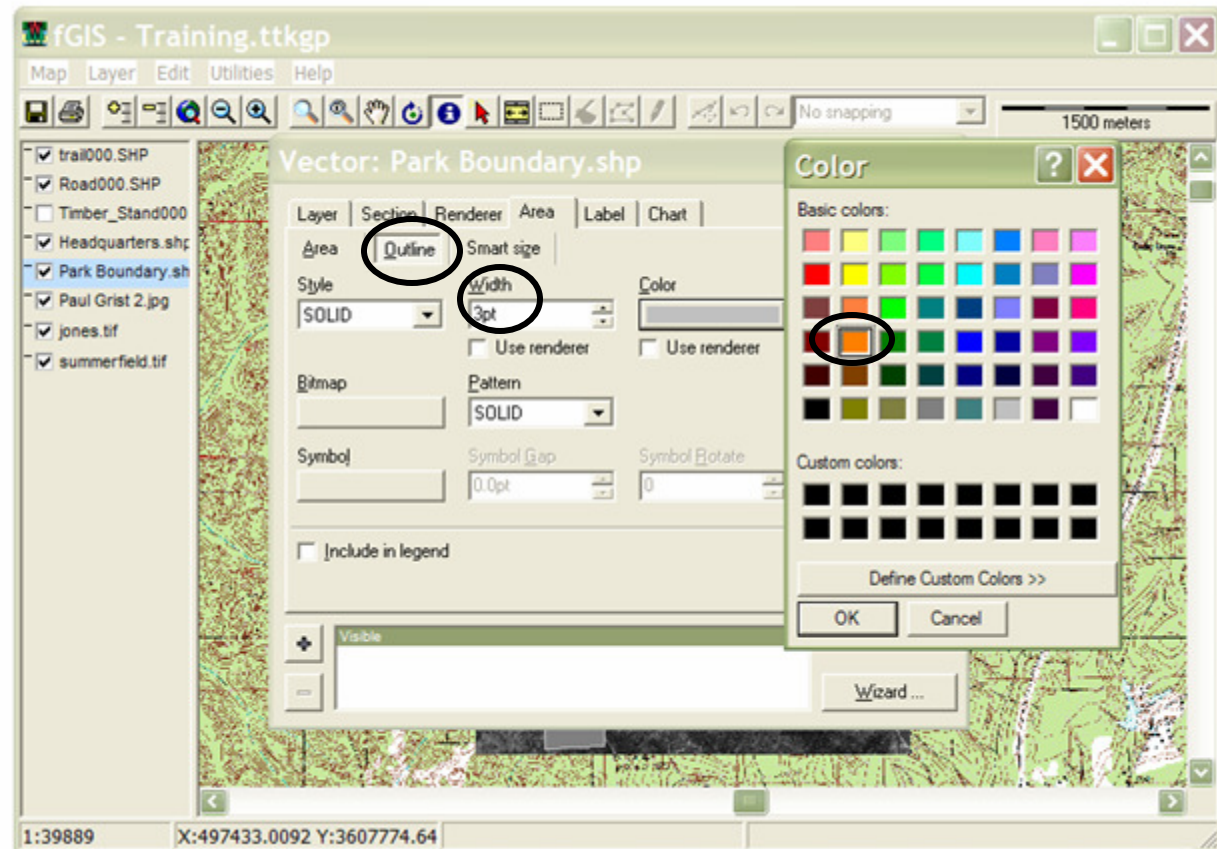 fGIS - Training.ttkgp
Map Layer Edit Utilities Help
No snapping
1500 meters
trail000.SHP
Road000.SHP
Timber_Stand000
Headquarters.shp
Park Boundary.sh
Paul Grist 2.jpg
jones.tif
summerfield.tif
Vector: Park Boundary.shp
Layer Section Renderer Area Label Chart
Area Outline Smart size
Style Width Color
SOLID 3pt
Use renderer Use renderer
Bitmap Pattern
SOLID
Symbol Symbol Gap Symbol Rotate
0.0pt 0
Include in legend
Visible
Wizard ...
Color
Basic colors:
Custom colors:
Define Custom Colors >>
OK Cancel
1:39889 X:497433.0092 Y:3607774.64